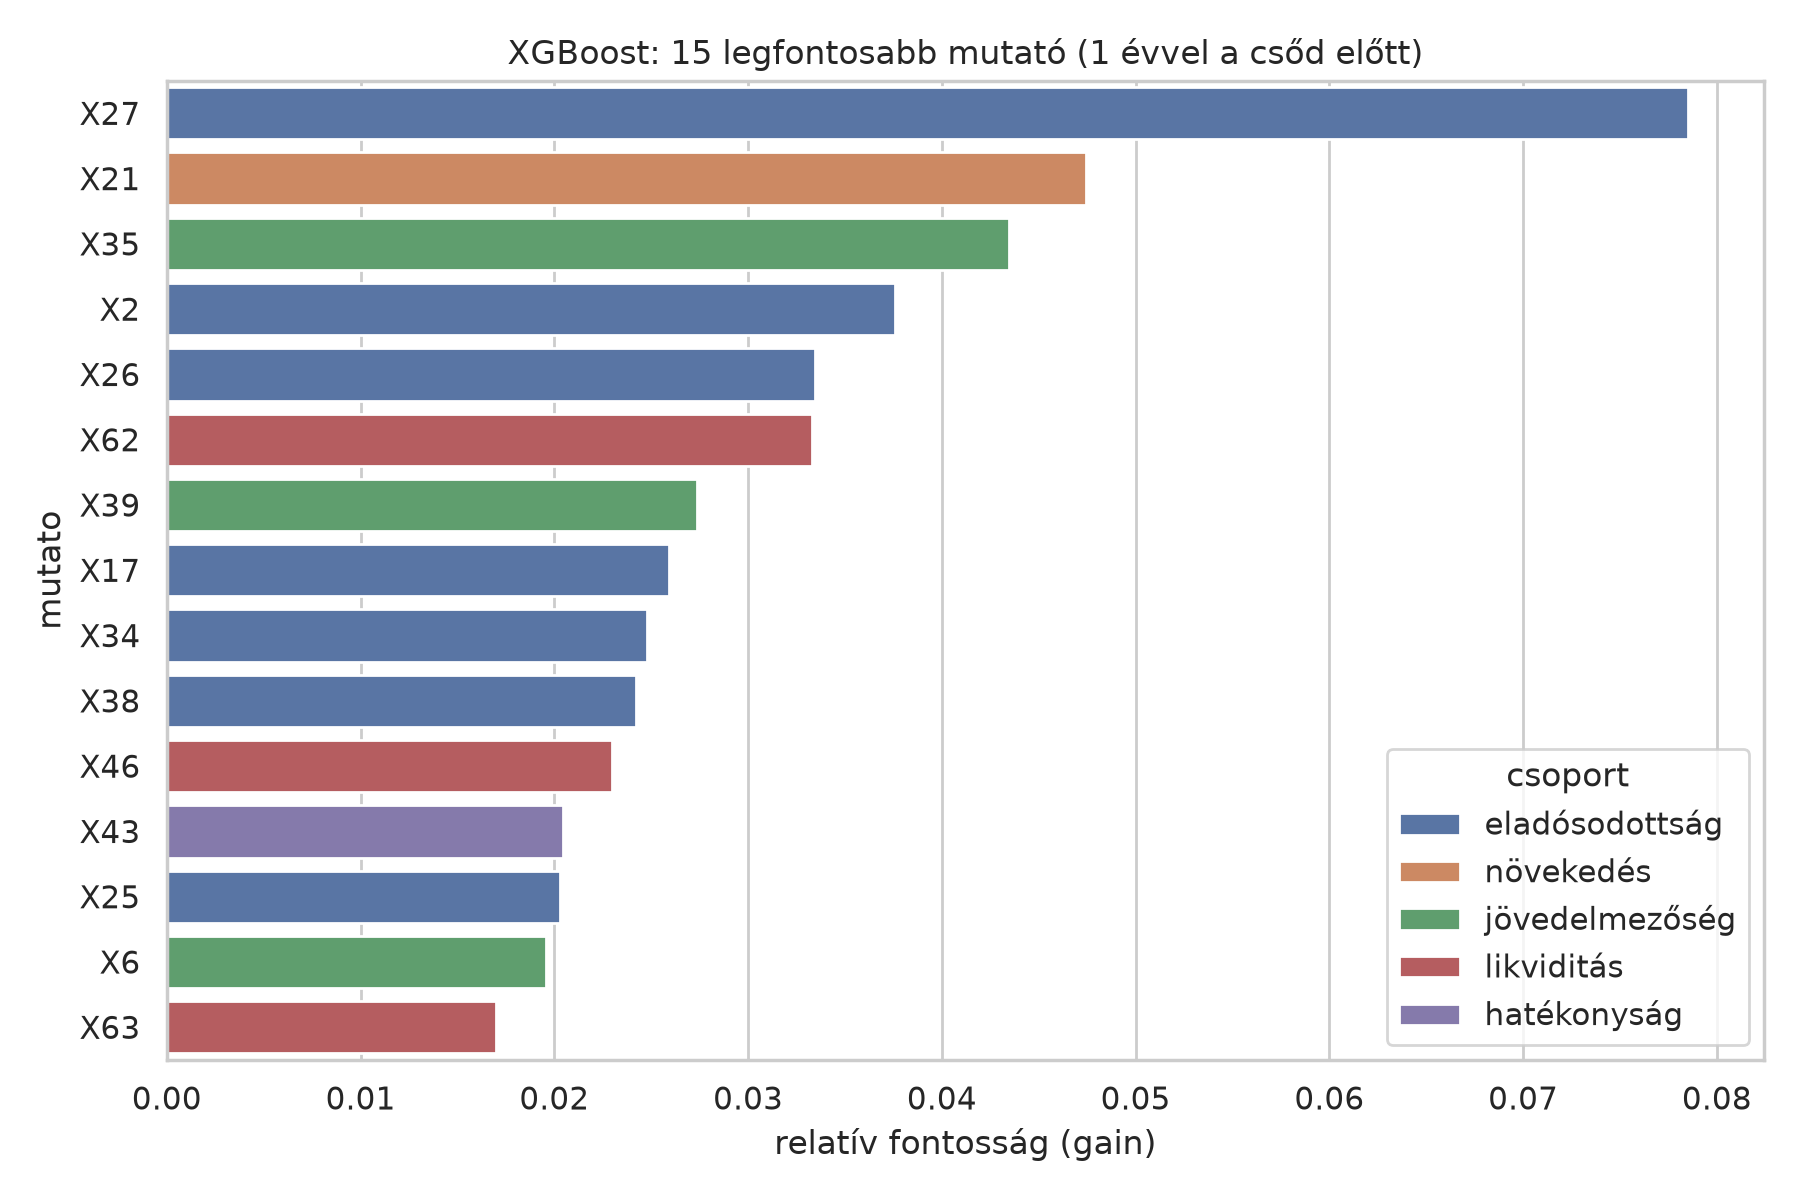 XGBoost: 15 legfontosabb mutató (1 évvel a csőd előtt)
mutato
X27
X21
X35
X2
X26
X62
X39
X17
X34
X38
X46
X43
X25
X6
X63
csoport
eladósodottság
növekedés
jövedelmezőség
likviditás
hatékonyság
0.00 0.01 0.02 0.03 0.04 0.05 0.06 0.07 0.08
relatív fontosság (gain)